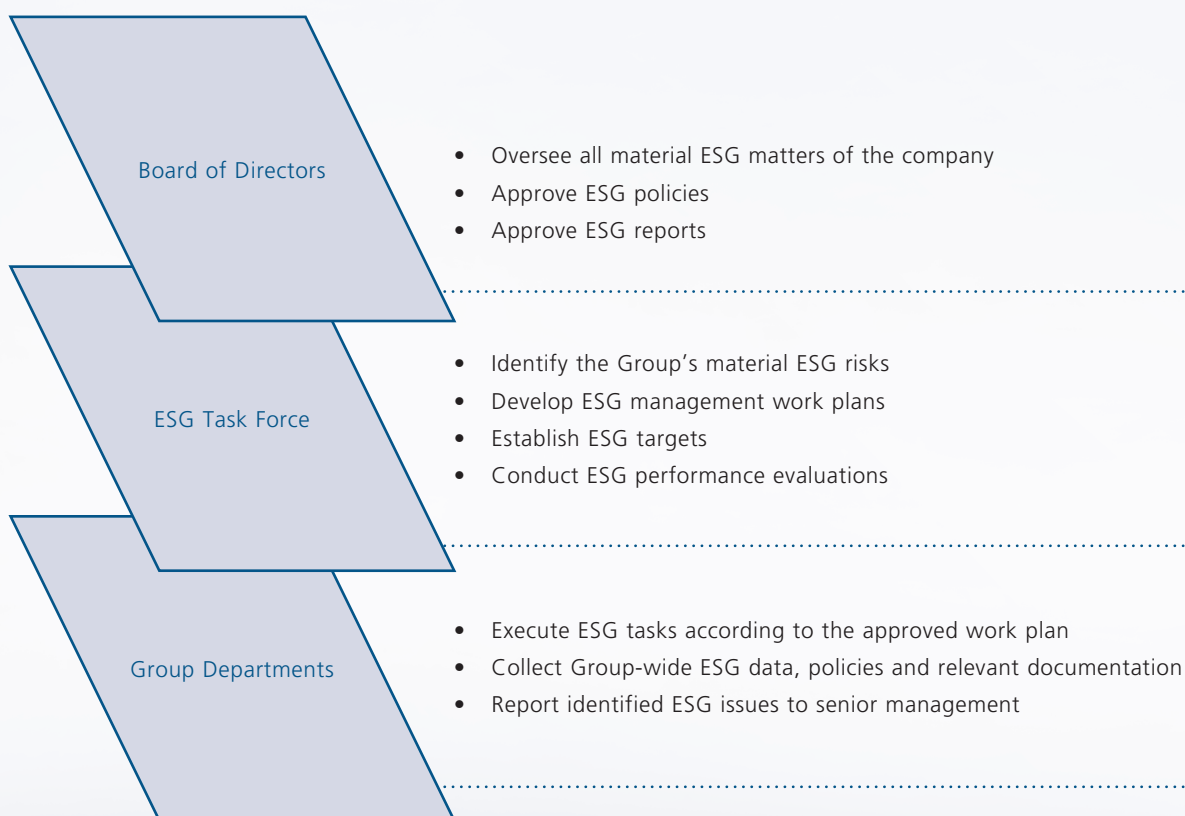 Board of Directors
• Oversee all material ESG matters of the company
• Approve ESG policies
• Approve ESG reports
ESG Task Force
• Identify the Group’s material ESG risks
• Develop ESG management work plans
• Establish ESG targets
• Conduct ESG performance evaluations
Group Departments
• Execute ESG tasks according to the approved work plan
• Collect Group-wide ESG data, policies and relevant documentation
• Report identified ESG issues to senior management